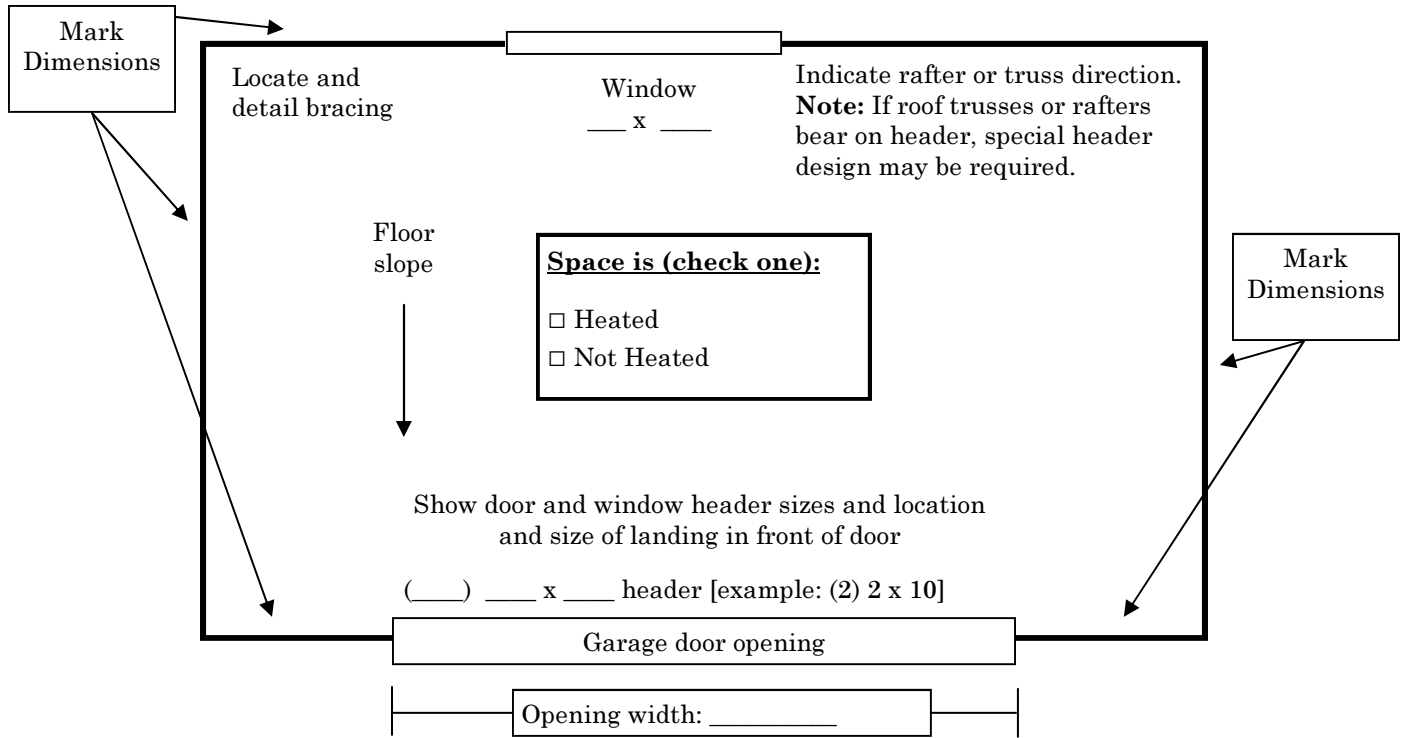 Mark
Dimensions
Locate and
detail bracing
Window
___ x ____
Indicate rafter or truss direction.
Note: If roof trusses or rafters
bear on header, special header
design may be required.
Floor
slope
Space is (check one):
□ Heated
□ Not Heated
Mark
Dimensions
Show door and window header sizes and location
and size of landing in front of door
(____) ____ x ____ header [example: (2) 2 x 10]
Garage door opening
Opening width: __________